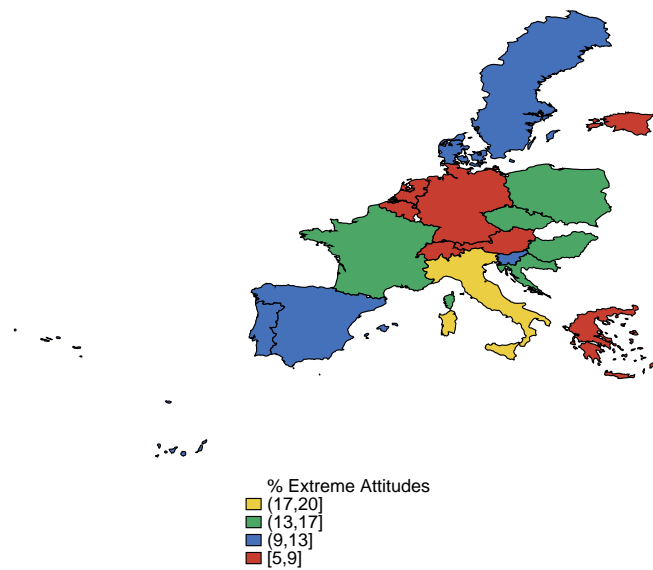 % Extreme Attitudes
(17,20]
(13,17]
(9,13]
[5,9]